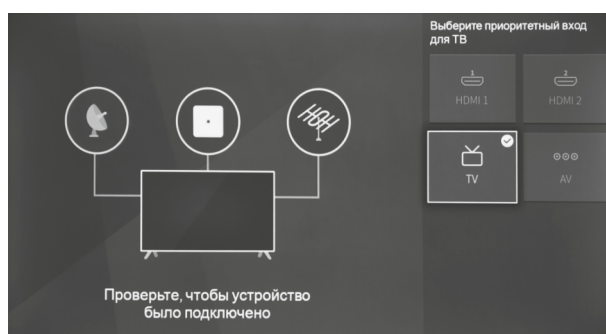 Выберите приоритетный вход
для ТВ
1
HDMI 1
2
HDMI 2
TV
AV
Проверьте, чтобы устройство
было подключено